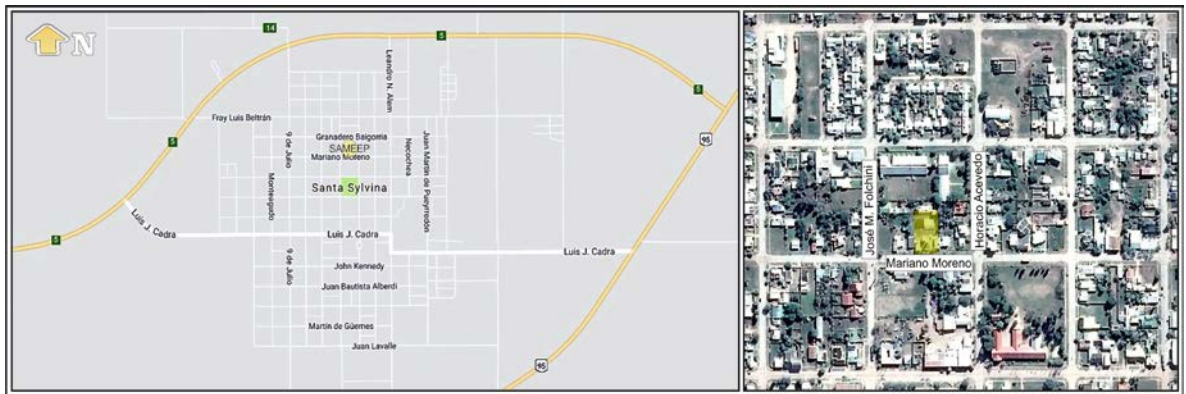 14
5
N
Leandro N. Alem
5
Fray Luis Beltrán
5
9 de Julio
Granadero Baigorria
SAMEEP
Mariano Moreno
Necochea
Juan Martín de Pueyrredón
95
Monteagudo
Santa Sylvina
Luis J. Cadra
5
Luis J. Cadra
Luis J. Cadra
9 de Julio
John Kennedy
Juan Bautista Alberdi
Martín de Güemes
Juan Lavalle
95
José M. Folchini
Horacio Acevedo
Mariano Moreno